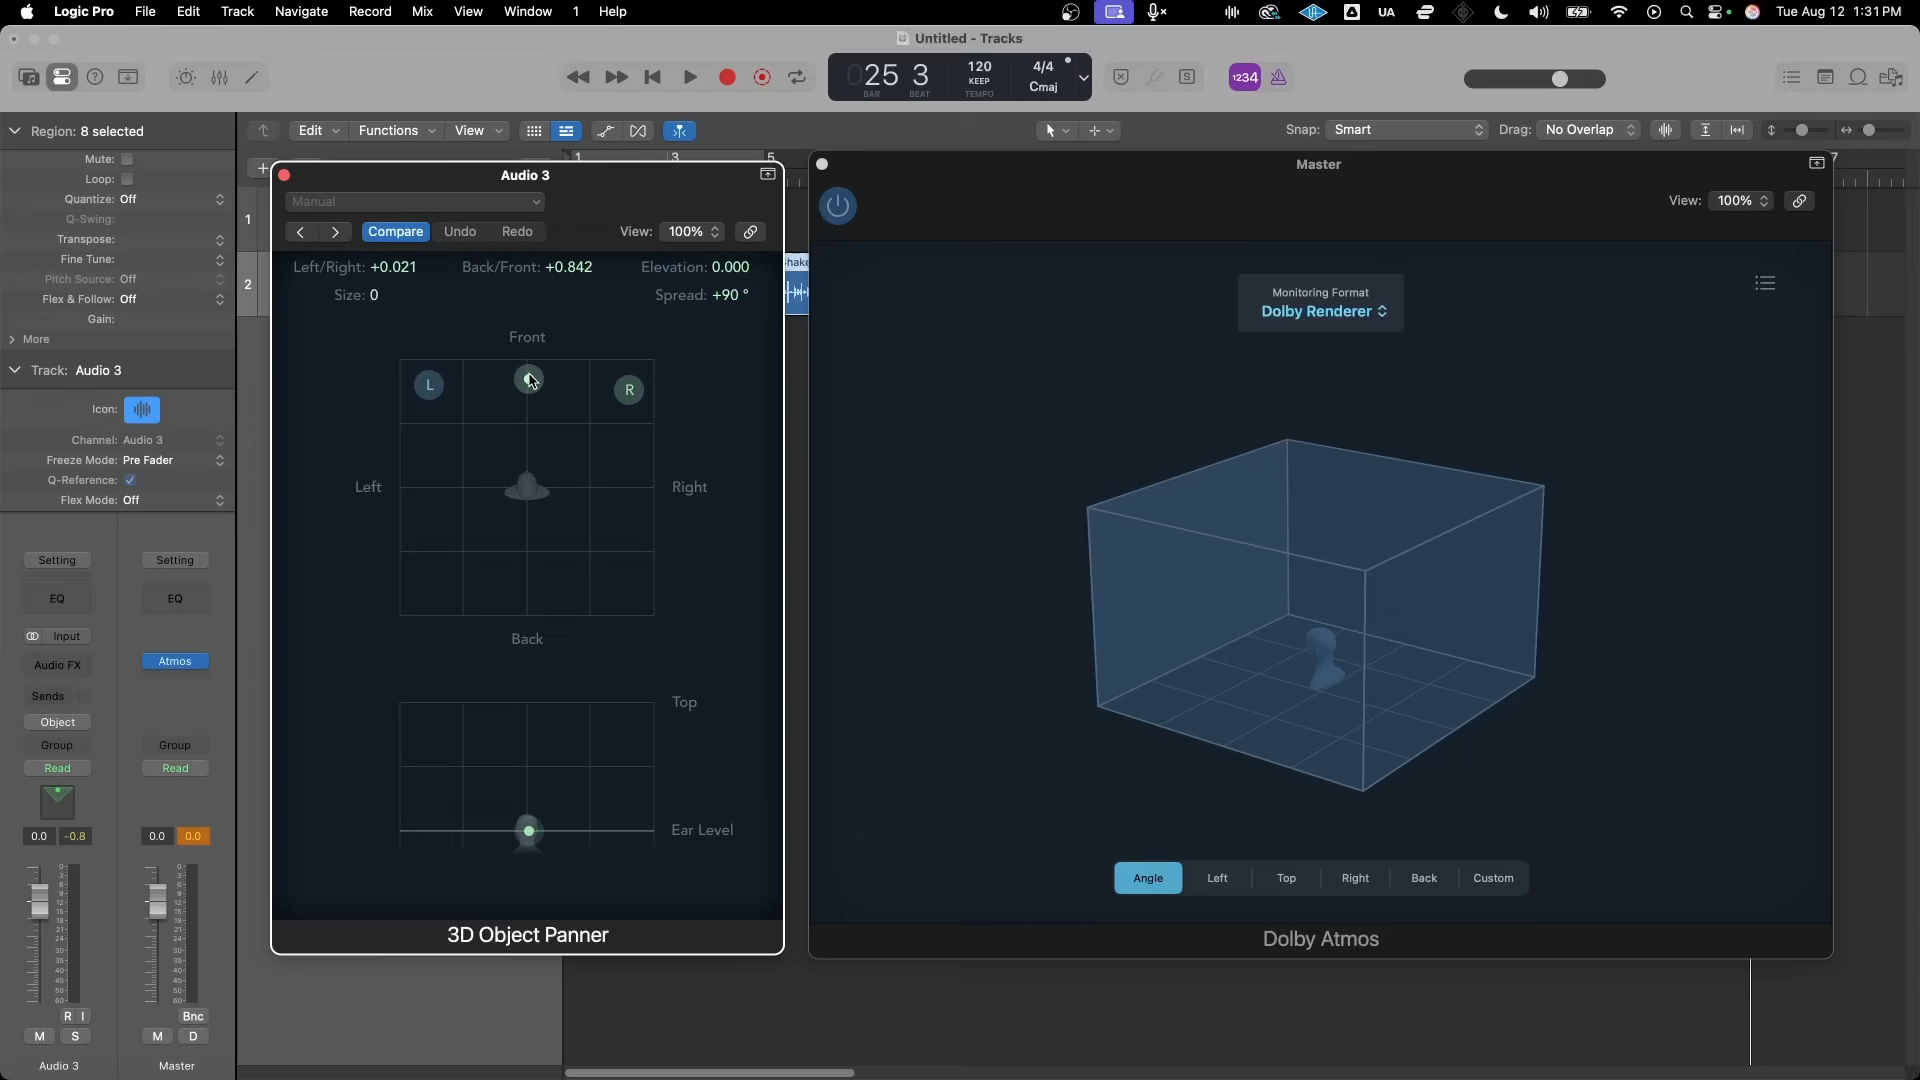 Logic Pro File Edit Track Navigate Record Mix View Window 1 Help UA Tue Aug 12 1:31 PM
Untitled - Tracks
25 3 120 KEEP 4/4 Cmaj
BAR BEAT TEMPO
S 1234
Region: 8 selected
Edit Functions View Snap: Smart Drag: No Overlap
Mute:
Loop:
Quantize: Off
Q-Swing:
Transpose:
Fine Tune:
Pitch Source: Off
Flex & Follow: Off
Gain:
More
Track: Audio 3
Icon:
Channel: Audio 3
Freeze Mode: Pre Fader
Q-Reference:
Flex Mode: Off
Setting Setting
EQ EQ
Input
Audio FX Atmos
Sends
Object
Group Group
Read Read
0.0 -0.8 0.0 0.0
R I Bnc
M S M D
Audio 3 Master
1 3 5 7
1
2
Audio 3
Manual
Compare Undo Redo View: 100%
Left/Right: +0.021 Back/Front: +0.842 Elevation: 0.000
Size: 0 Spread: +90 °
Front
L R
Left Right
Back
Top
Ear Level
3D Object Panner
Master
View: 100%
Monitoring Format
Dolby Renderer
Angle Left Top Right Back Custom
Dolby Atmos